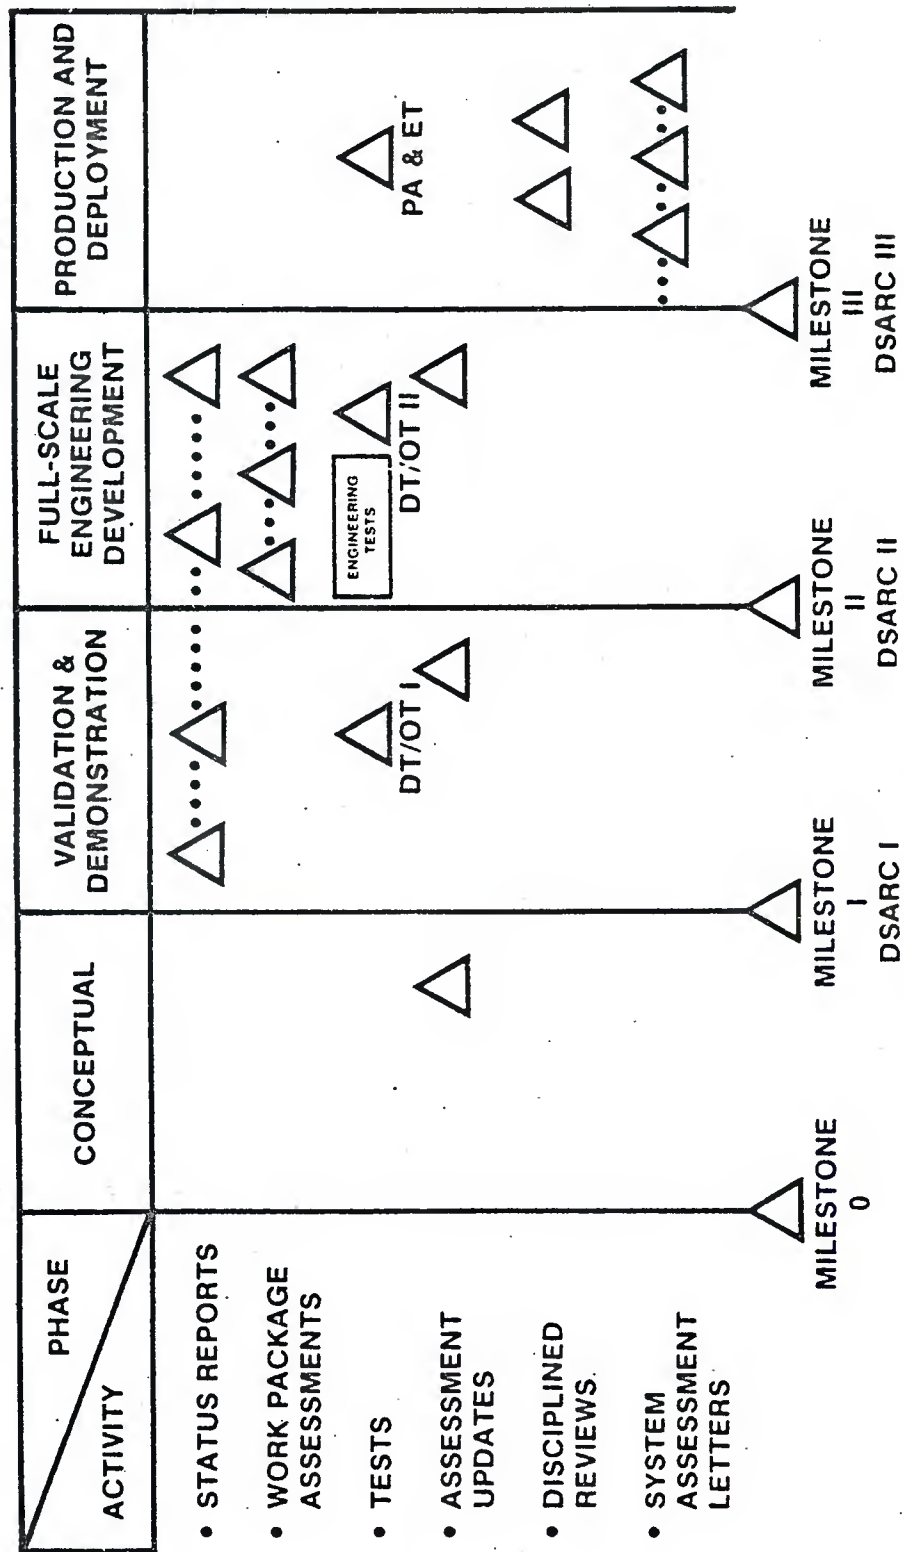 PHASE
ACTIVITY
CONCEPTUAL
VALIDATION &
DEMONSTRATION
FULL-SCALE
ENGINEERING
DEVELOPMENT
PRODUCTION AND
DEPLOYMENT
• STATUS REPORTS
• WORK PACKAGE
ASSESSMENTS
• TESTS
DT/OT I
ENGINEERING
TESTS
DT/OT II
PA & ET
• ASSESSMENT
UPDATES
• DISCIPLINED
REVIEWS.
• SYSTEM
ASSESSMENT
LETTERS
MILESTONE
0
MILESTONE
I
DSARC I
MILESTONE
II
DSARC II
MILESTONE
III
DSARC III